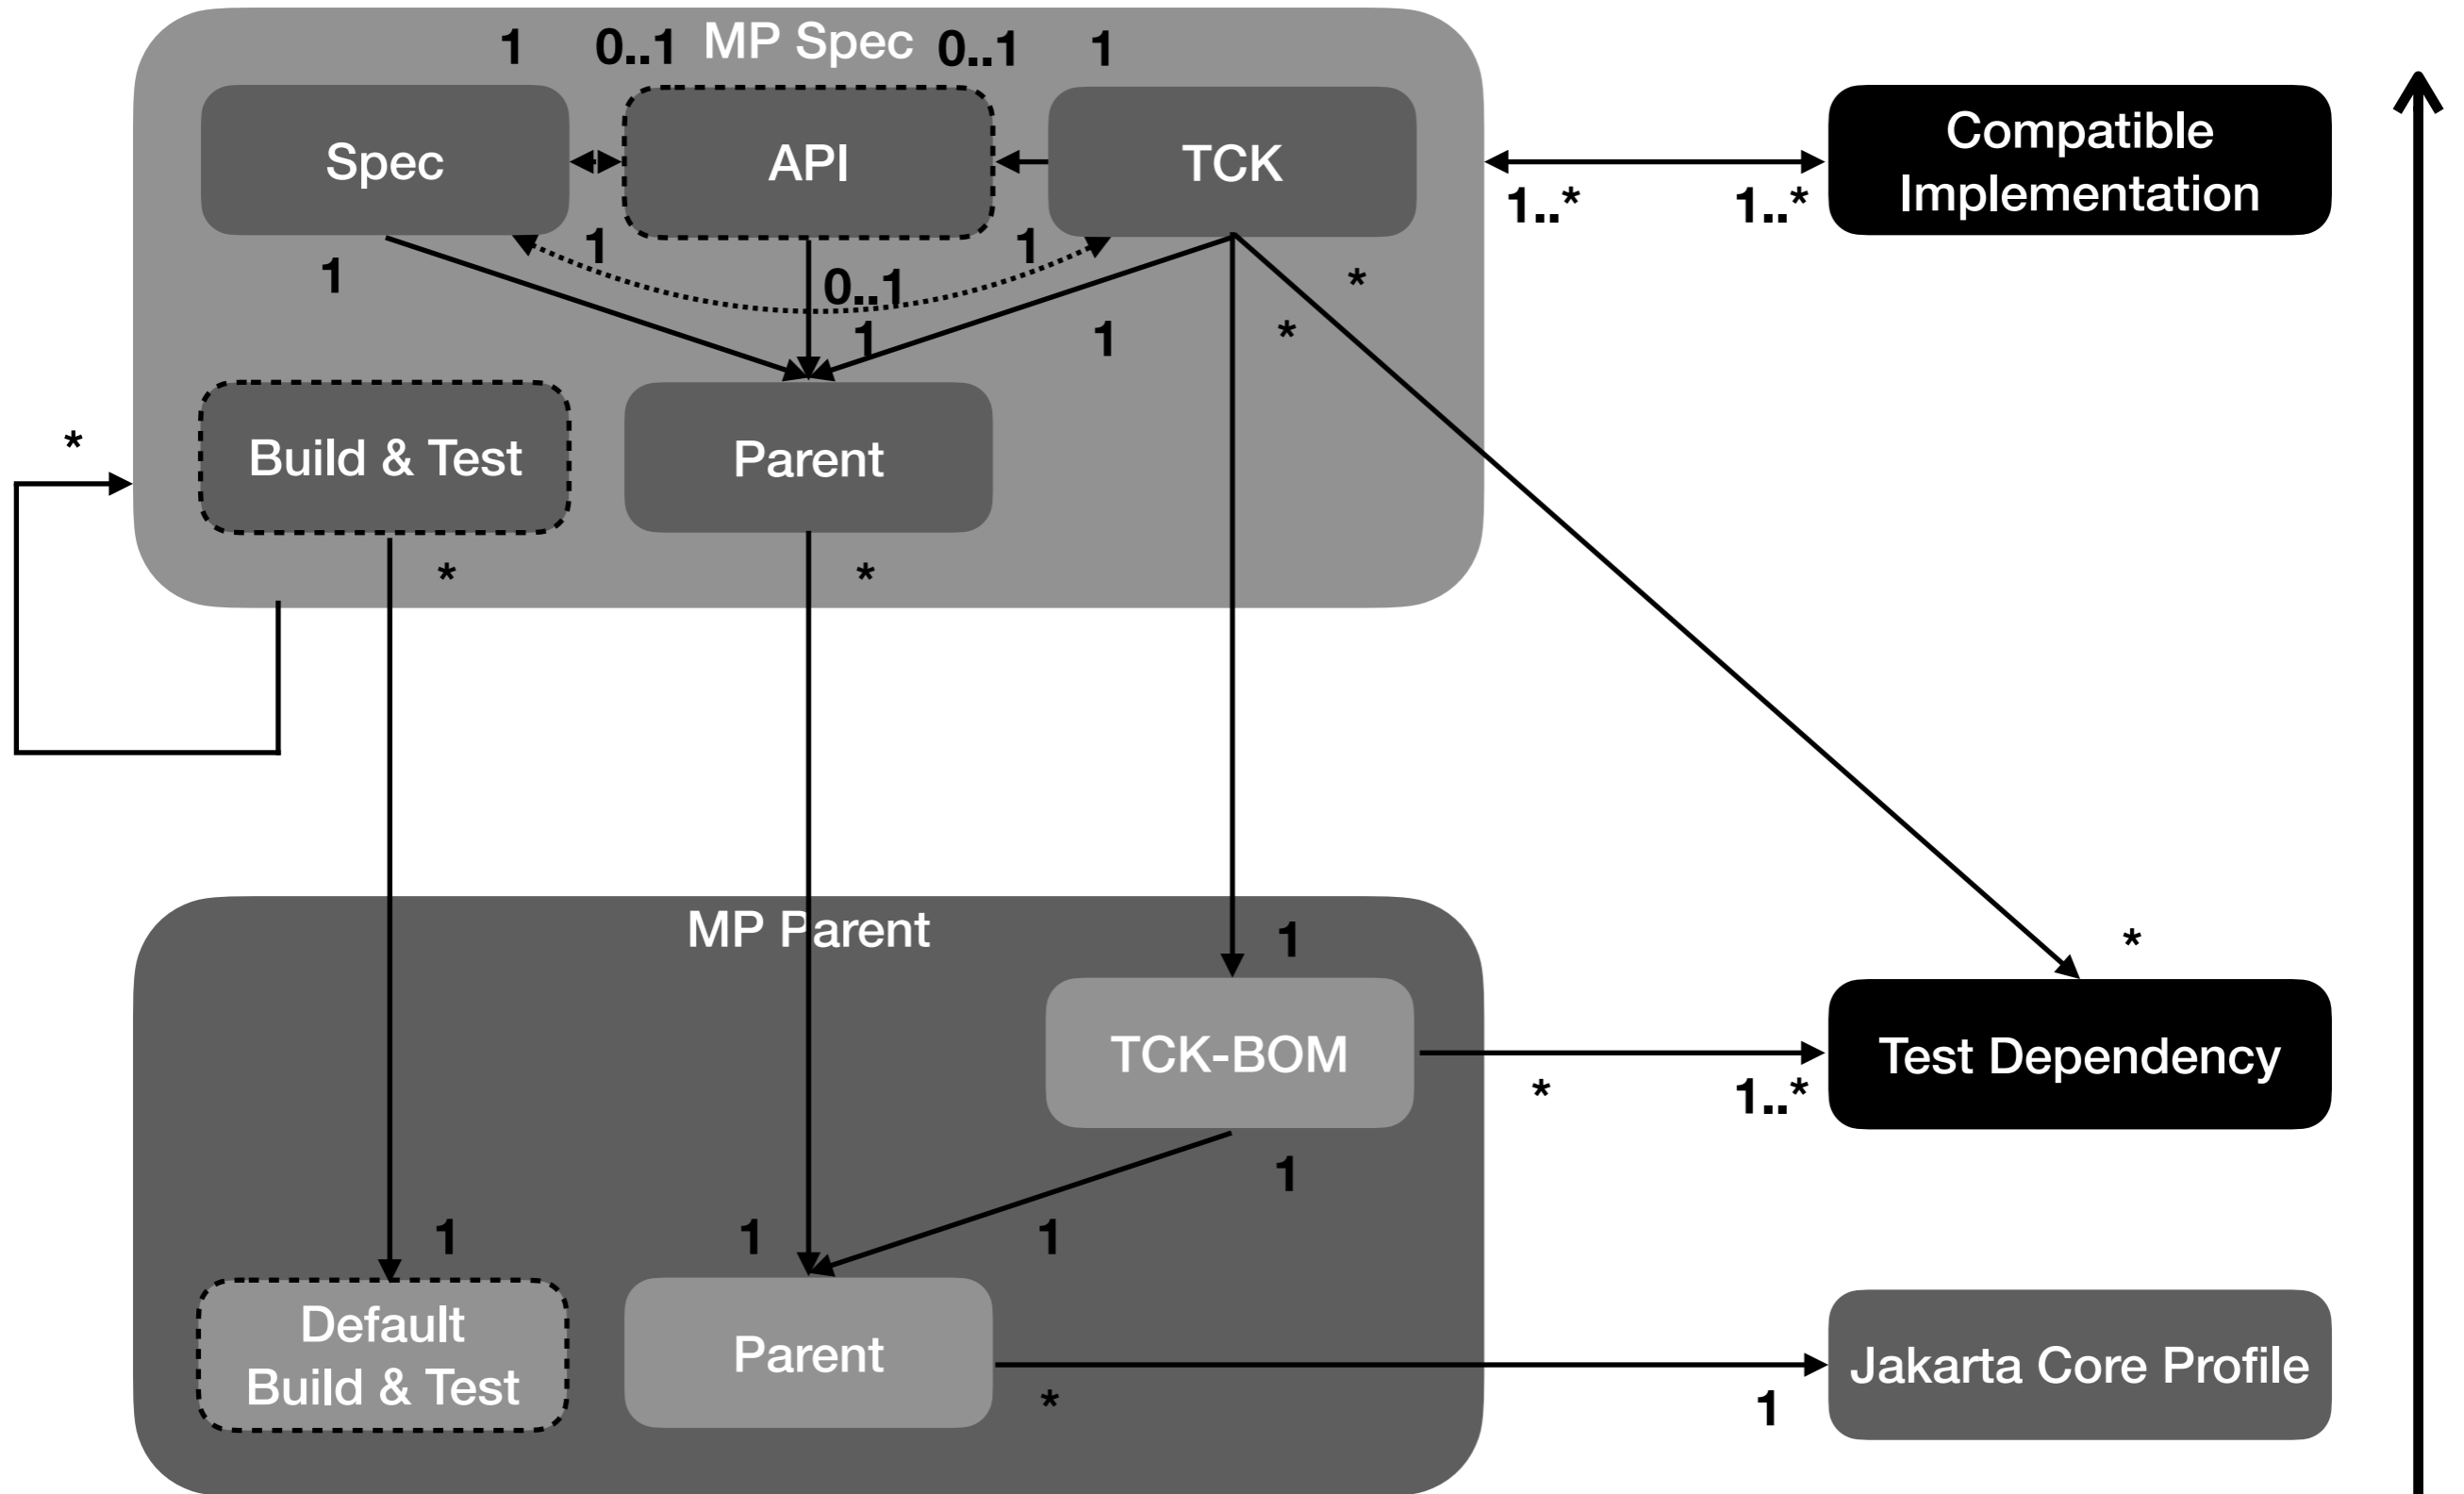 1 0..1 MP Spec 0..1 1
Spec
API
TCK
Compatible
Implementation
1..* 1..*
1 1
1 0..1 *
1 1 *
*
Build & Test
Parent
* *
MP Parent
1 *
TCK-BOM
Test Dependency
* 1..*
1
1 1 1
Default
Build & Test
Parent
Jakarta Core Profile
* 1